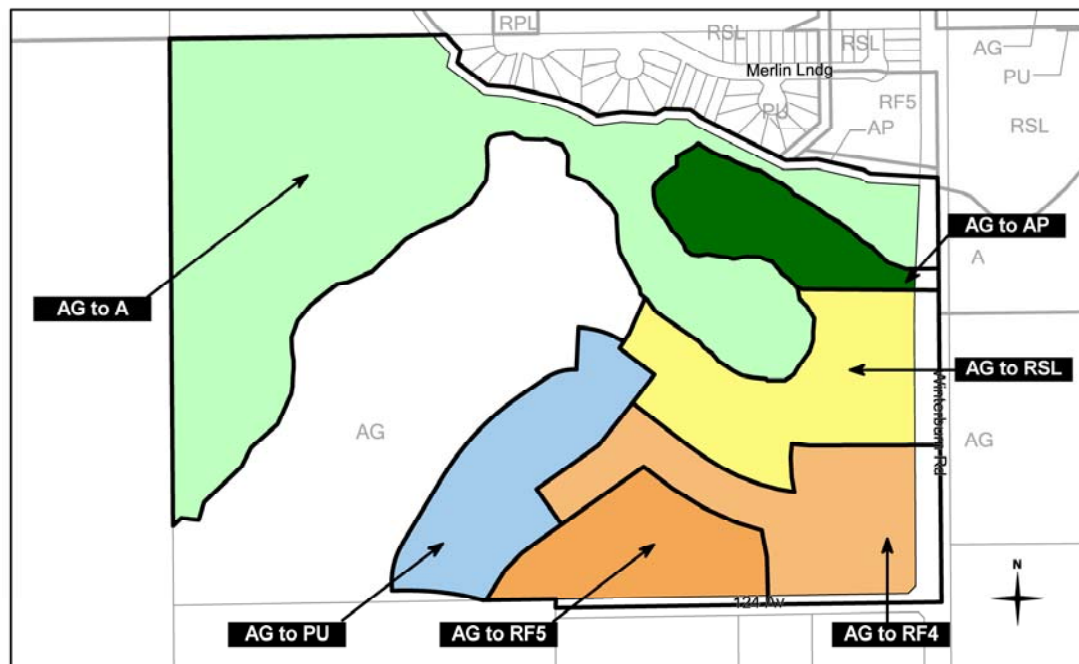 RPL
RSL
RSL
AG
Merlin Lndg
PU
PU
RF5
AP
RSL
AG to AP
A
AG to A
AG to RSL
Winterburn Rd
AG
AG
N
124 Av
AG to PU
AG to RF5
AG to RF4